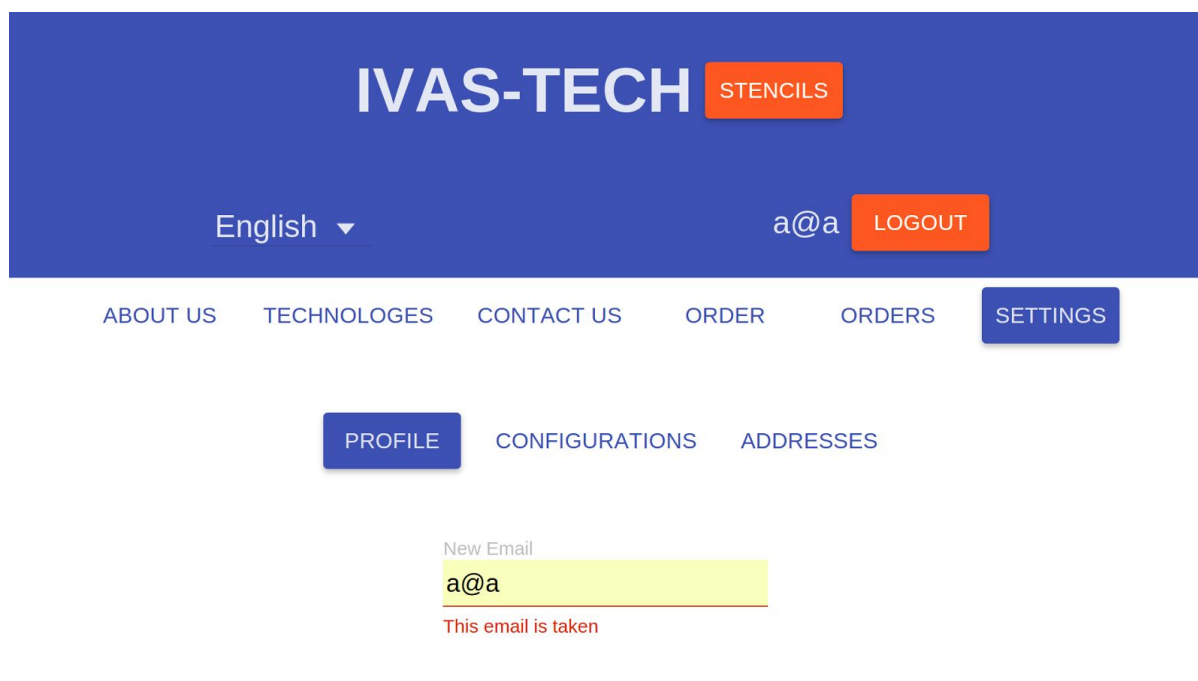 IVAS-TECH STENCILS
English a@a LOGOUT
ABOUT US TECHNOLOGES CONTACT US ORDER ORDERS SETTINGS
PROFILE CONFIGURATIONS ADDRESSES
New Email
a@a
This email is taken